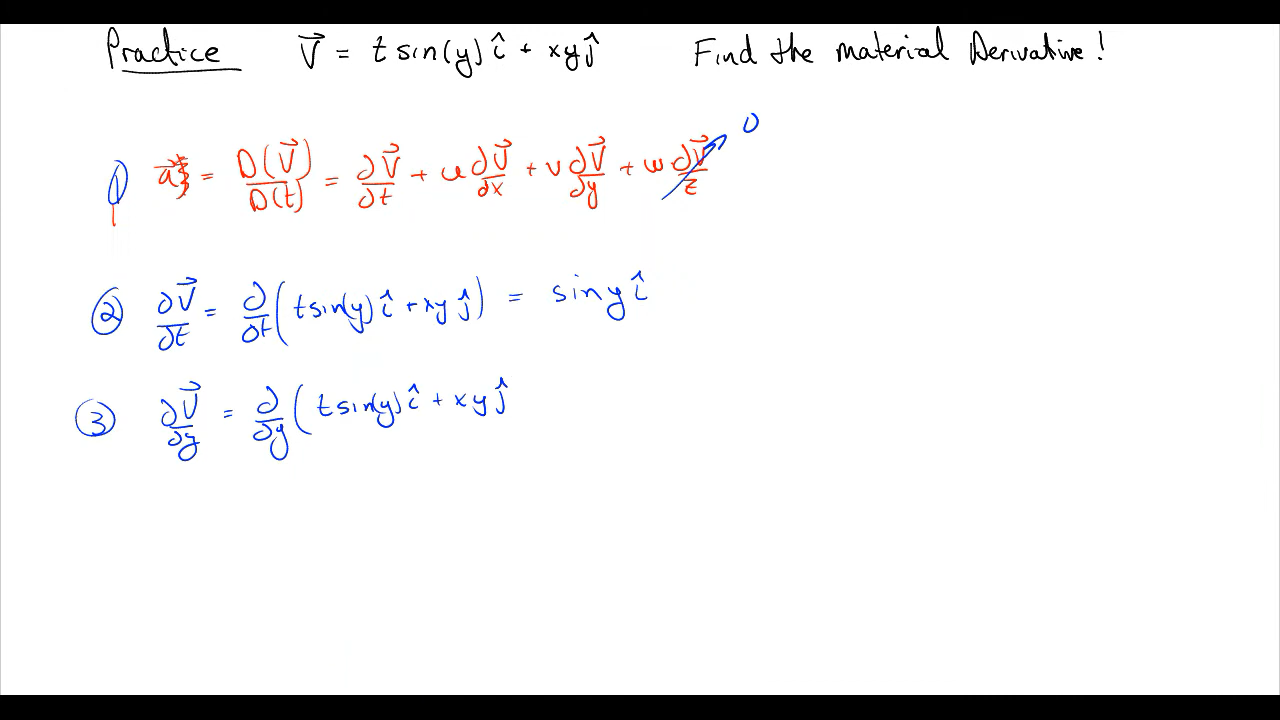 Practice V⃗ = t sin(y) î + xy ĵ Find the material Derivative!
0
① a⃗ = D(V⃗)/D(t) = ∂V⃗/∂t + u ∂V⃗/∂x + v ∂V⃗/∂y + w ∂V⃗/z
② ∂V⃗/∂t = ∂/∂t (t sin(y) î + xy ĵ) = sin y î
③ ∂V⃗/∂y = ∂/∂y ( t sin(y) î + xy ĵ